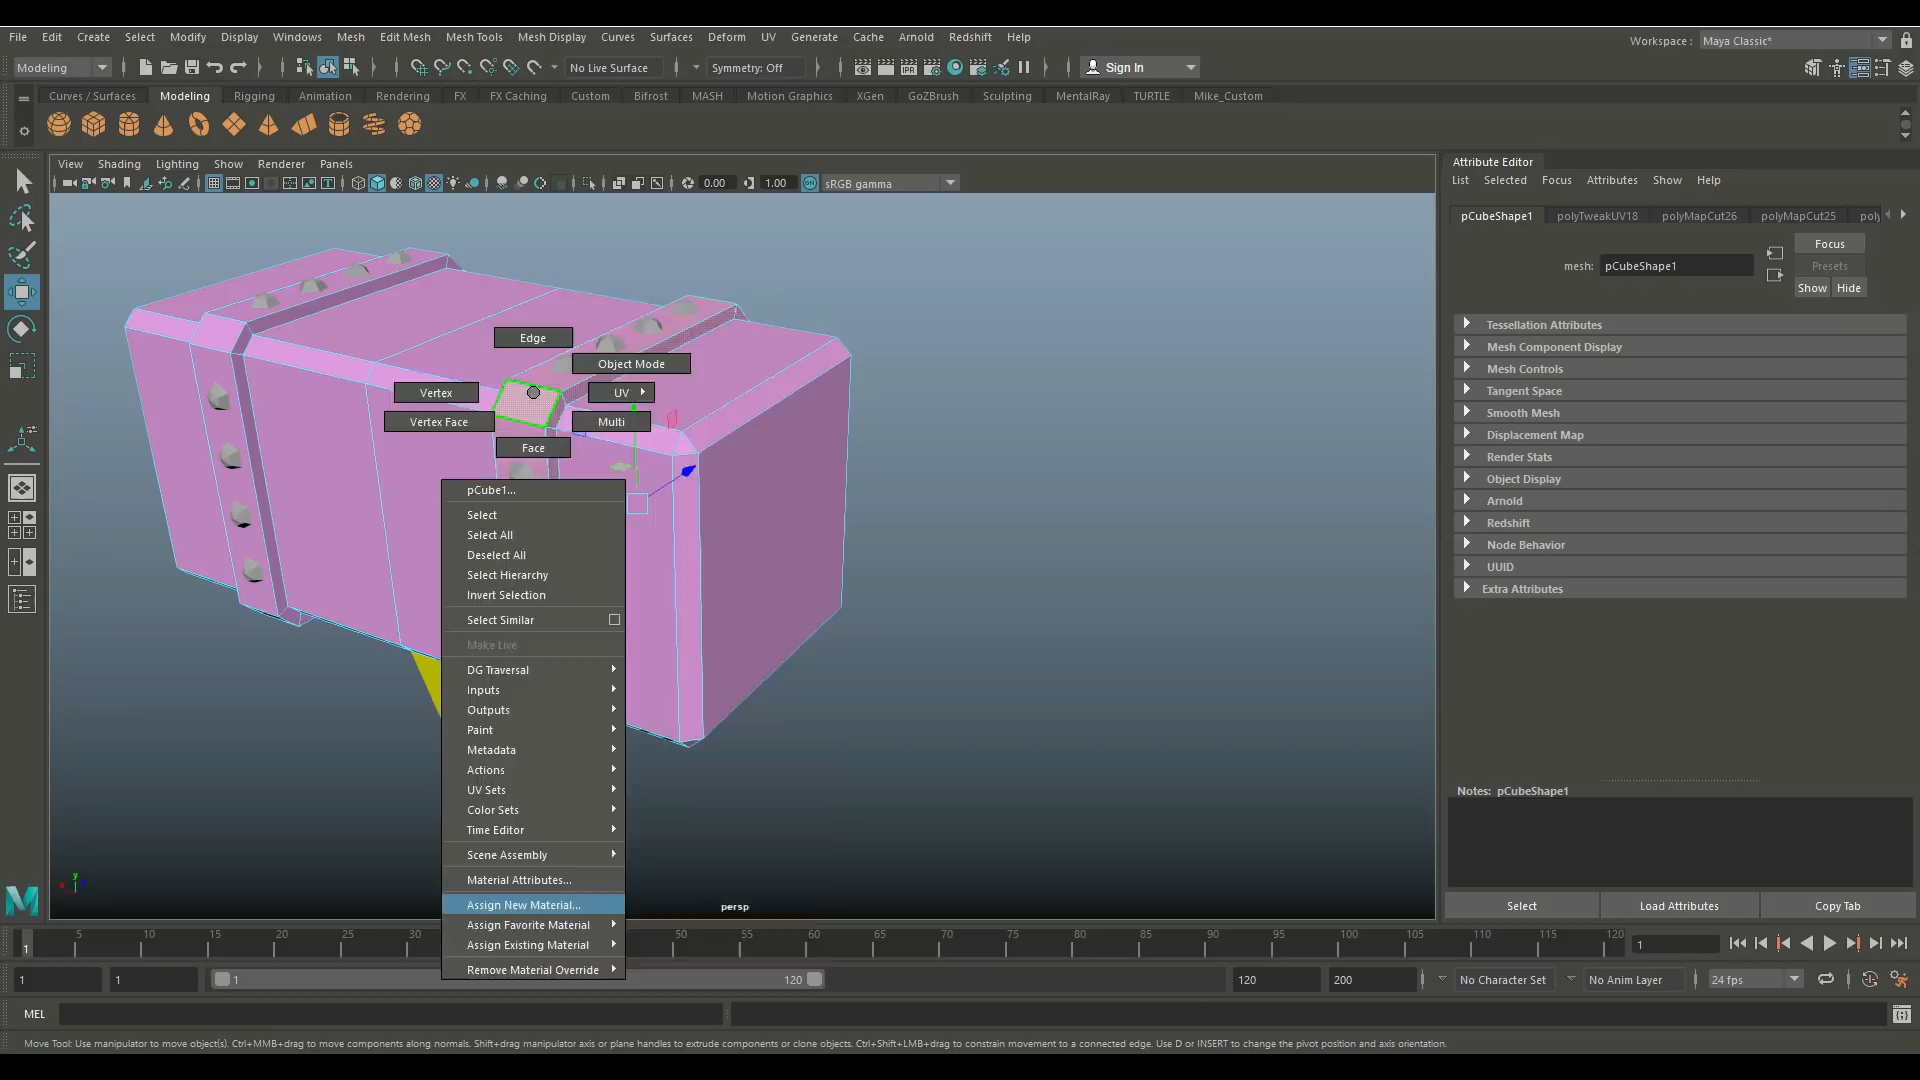 File Edit Create Select Modify Display Windows Mesh Edit Mesh Mesh Tools Mesh Display Curves Surfaces Deform UV Generate Cache Arnold Redshift Help
Workspace : Maya Classic*
Modeling No Live Surface Symmetry: Off Sign In
Curves / Surfaces Modeling Rigging Animation Rendering FX FX Caching Custom Bifrost MASH Motion Graphics XGen GoZBrush Sculpting MentalRay TURTLE Mike_Custom
View Shading Lighting Show Renderer Panels
0.00 1.00 sRGB gamma
Edge
Object Mode
Vertex UV
Vertex Face Multi
Face
pCube1...
Select
Select All
Deselect All
Select Hierarchy
Invert Selection
Select Similar
Make Live
DG Traversal
Inputs
Outputs
Paint
Metadata
Actions
UV Sets
Color Sets
Time Editor
Scene Assembly
Material Attributes...
Assign New Material...
Assign Favorite Material
Assign Existing Material
Remove Material Override
y
persp
Attribute Editor
List Selected Focus Attributes Show Help
pCubeShape1 polyTweakUV18 polyMapCut26 polyMapCut25 poly
Focus
mesh: pCubeShape1 Presets
Show Hide
Tessellation Attributes
Mesh Component Display
Mesh Controls
Tangent Space
Smooth Mesh
Displacement Map
Render Stats
Object Display
Arnold
Redshift
Node Behavior
UUID
Extra Attributes
Notes: pCubeShape1
Select Load Attributes Copy Tab
1 5 10 15 20 25 30 50 55 60 65 70 75 80 85 90 95 100 105 110 115 120 1
1 1 1 120 120 200 No Character Set No Anim Layer 24 fps
MEL
Move Tool: Use manipulator to move object(s). Ctrl+MMB+drag to move components along normals. Shift+drag manipulator axis or plane handles to extrude components or clone objects. Ctrl+Shift+LMB+drag to constrain movement to a connected edge. Use D or INSERT to change the pivot position and axis orientation.